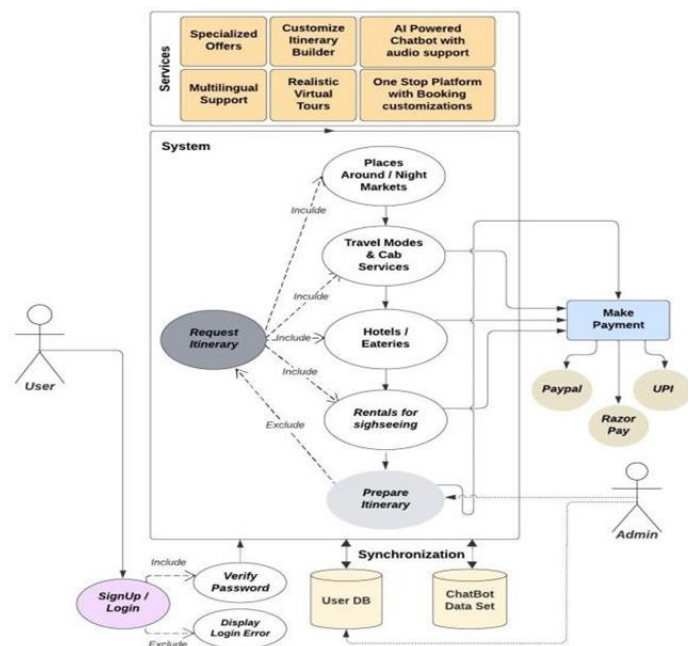 Services
Specialized
Offers
Customize
Itinerary
Builder
AI Powered
Chatbot with
audio support
Multilingual
Support
Realistic
Virtual
Tours
One Stop Platform
with Booking
customizations
System
Places
Around / Night
Markets
Incuide
Travel Modes
& Cab
Services
Incuide
Request
Itinerary
Include
Hotels /
Eateries
Include
Make
Payment
User
Paypal
UPI
Razor
Pay
Exclude
Rentals for
sighseeing
Prepare
Itinerary
Admin
Synchronization
Include
Verify
Password
SignUp /
Login
User DB
ChatBot
Data Set
Display
Login Error
Exclude